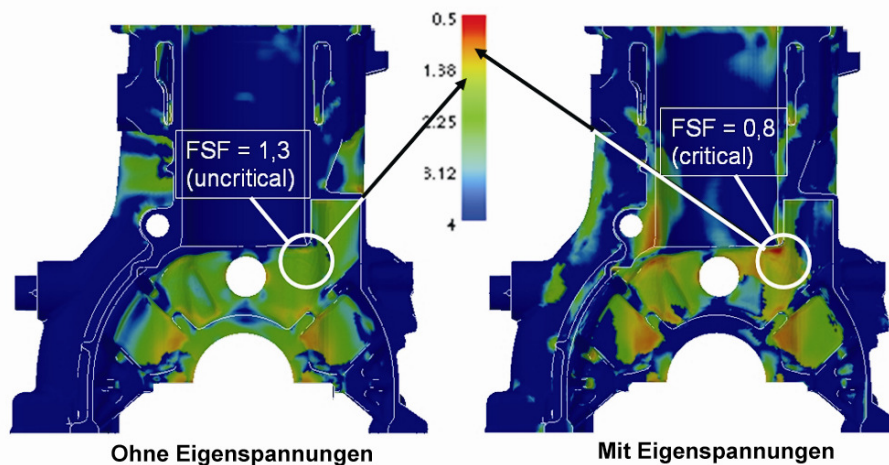 0.5
1.38
2.25
3.12
4
FSF = 1,3
(uncritical)
FSF = 0,8
(critical)
Ohne Eigenspannungen
Mit Eigenspannungen